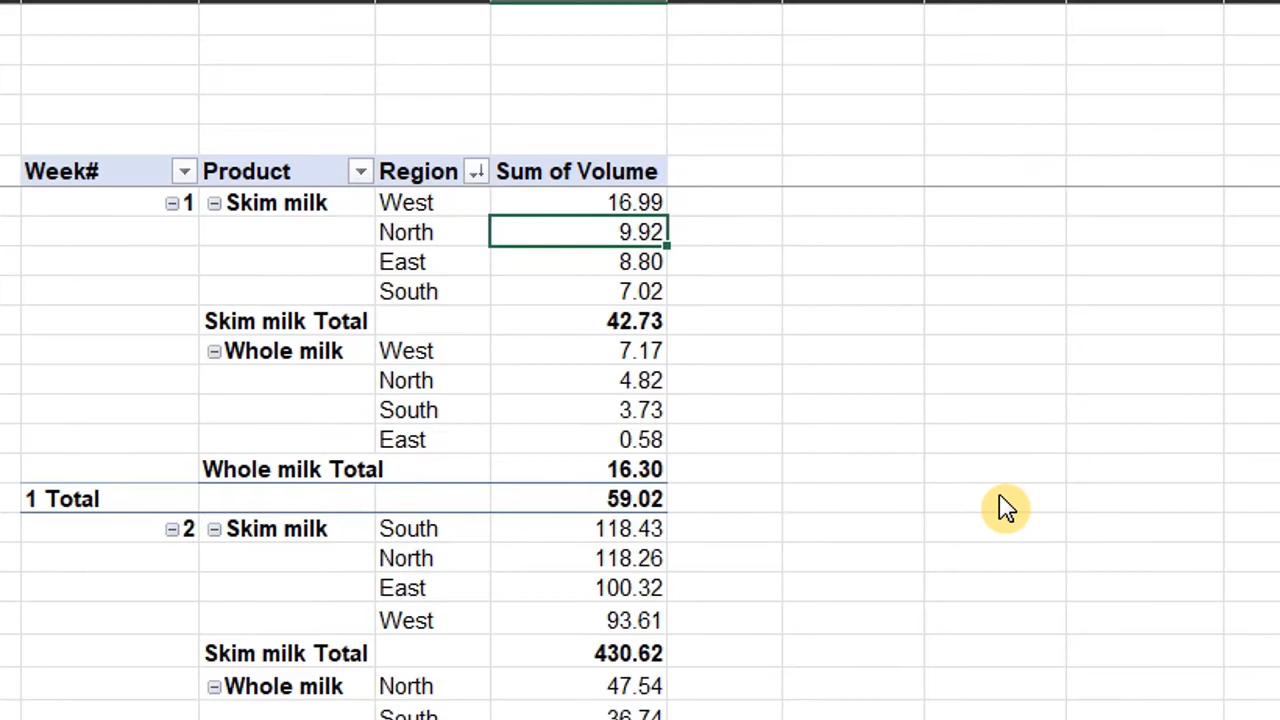 Week# Product Region Sum of Volume
1 Skim milk West 16.99
North 9.92
East 8.80
South 7.02
Skim milk Total 42.73
Whole milk West 7.17
North 4.82
South 3.73
East 0.58
Whole milk Total 16.30
1 Total 59.02
2 Skim milk South 118.43
North 118.26
East 100.32
West 93.61
Skim milk Total 430.62
Whole milk North 47.54
South 36.74